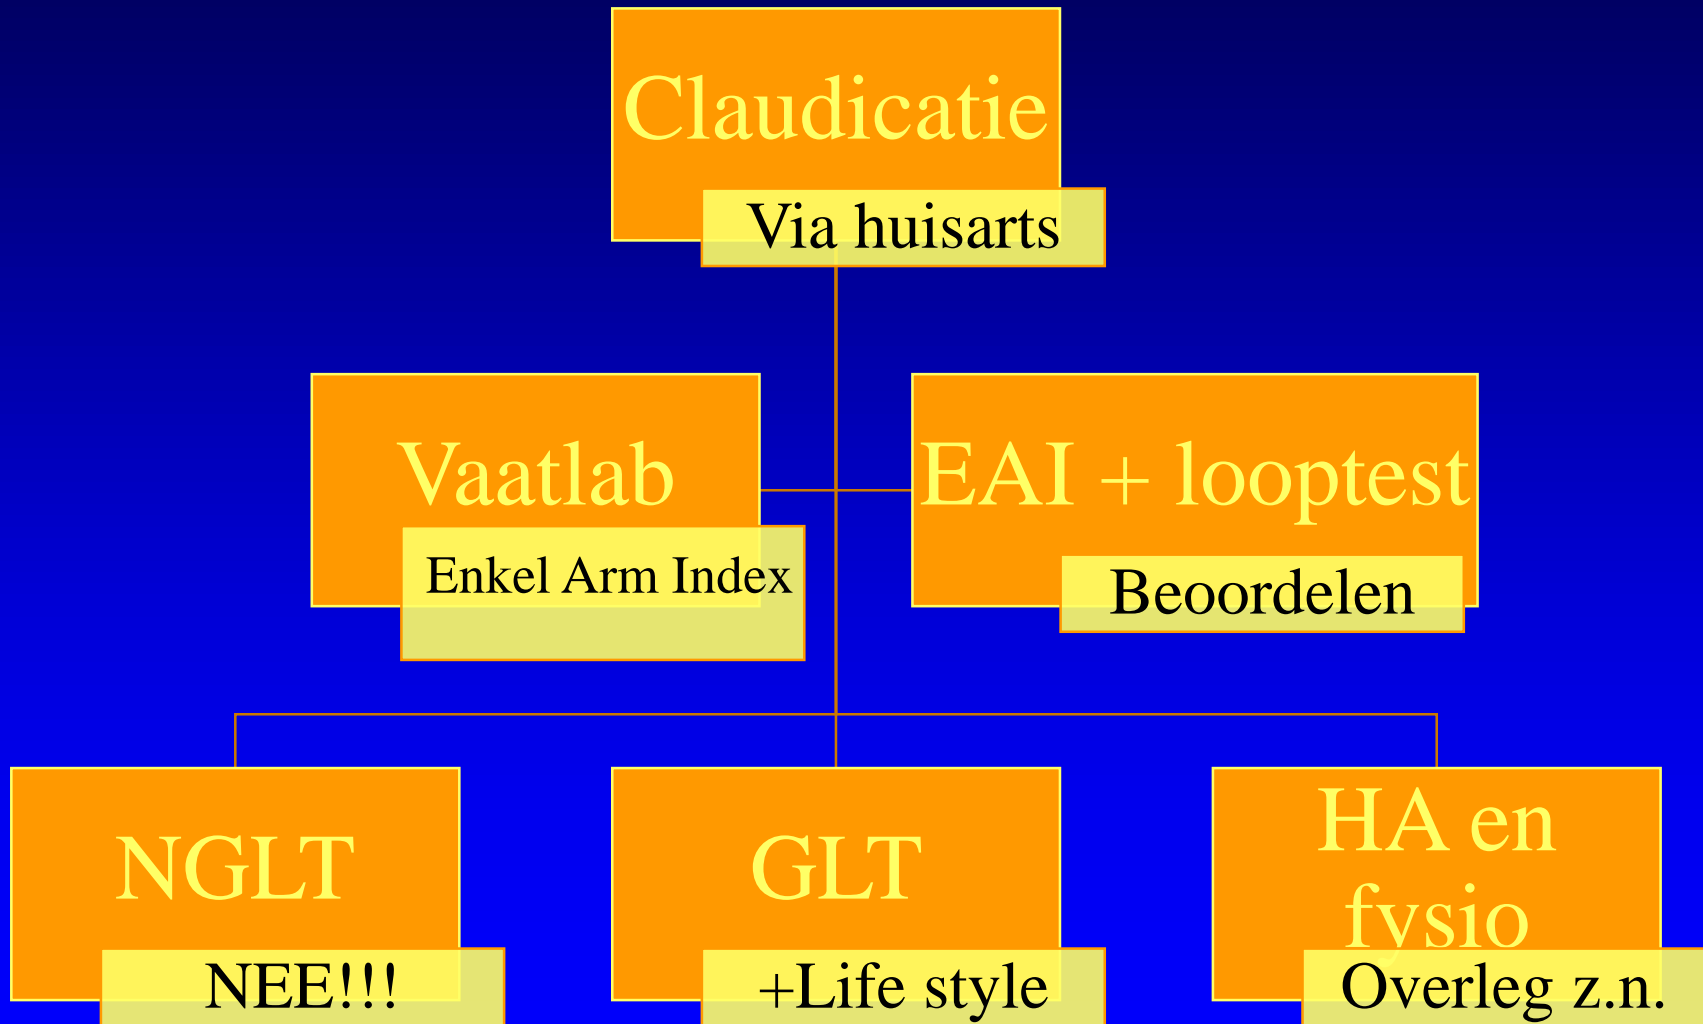 Claudicatie
Via huisarts
Vaatlab
Enkel Arm Index
EAI + looptest
Beoordelen
NGLT
NEE!!!
GLT
+Life style
HA en
fysio
Overleg z.n.